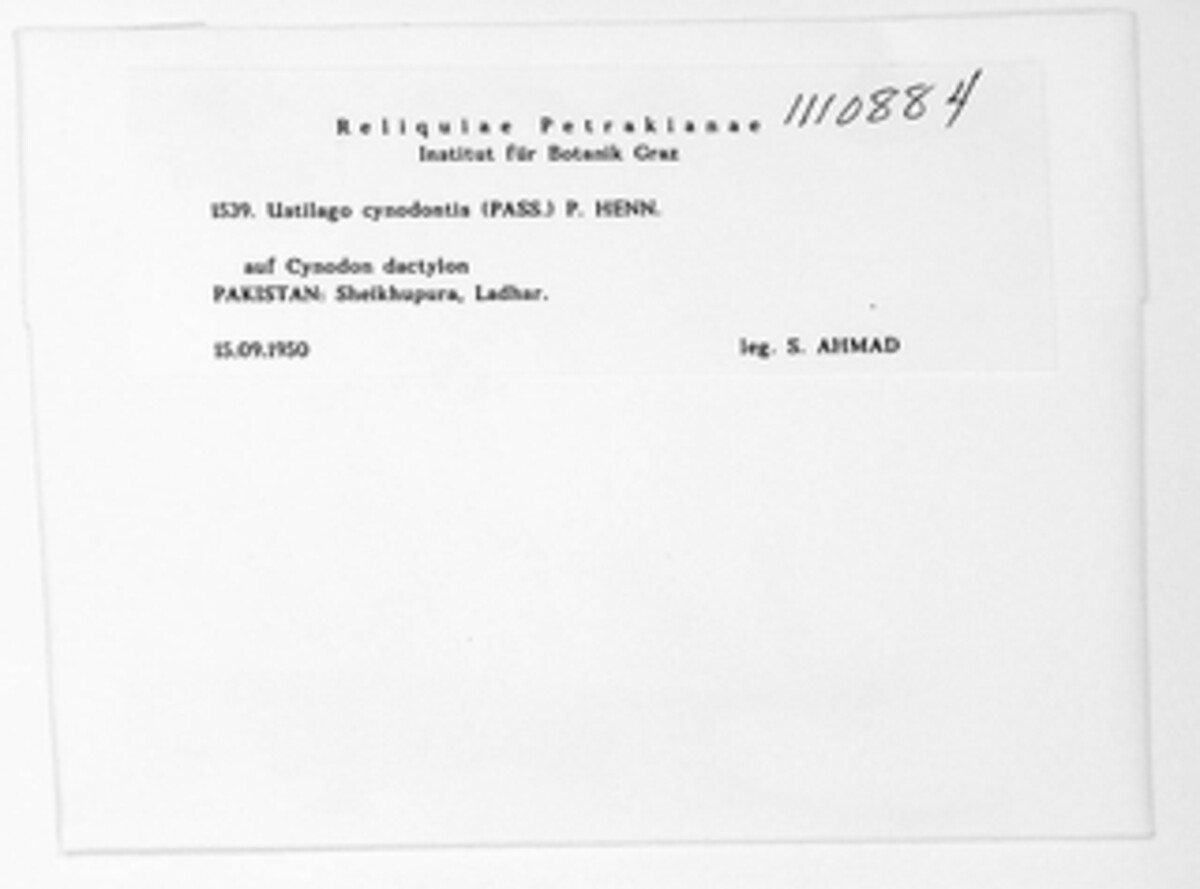 1110884
Reliquiae Petrakianae
Institut für Botanik Graz
1539. Ustilago cynodontis (PASS.) P. HENN.
auf Cynodon dactylon
PAKISTAN: Sheikhupura, Ladhar.
15.09.1950 leg. S. AHMAD